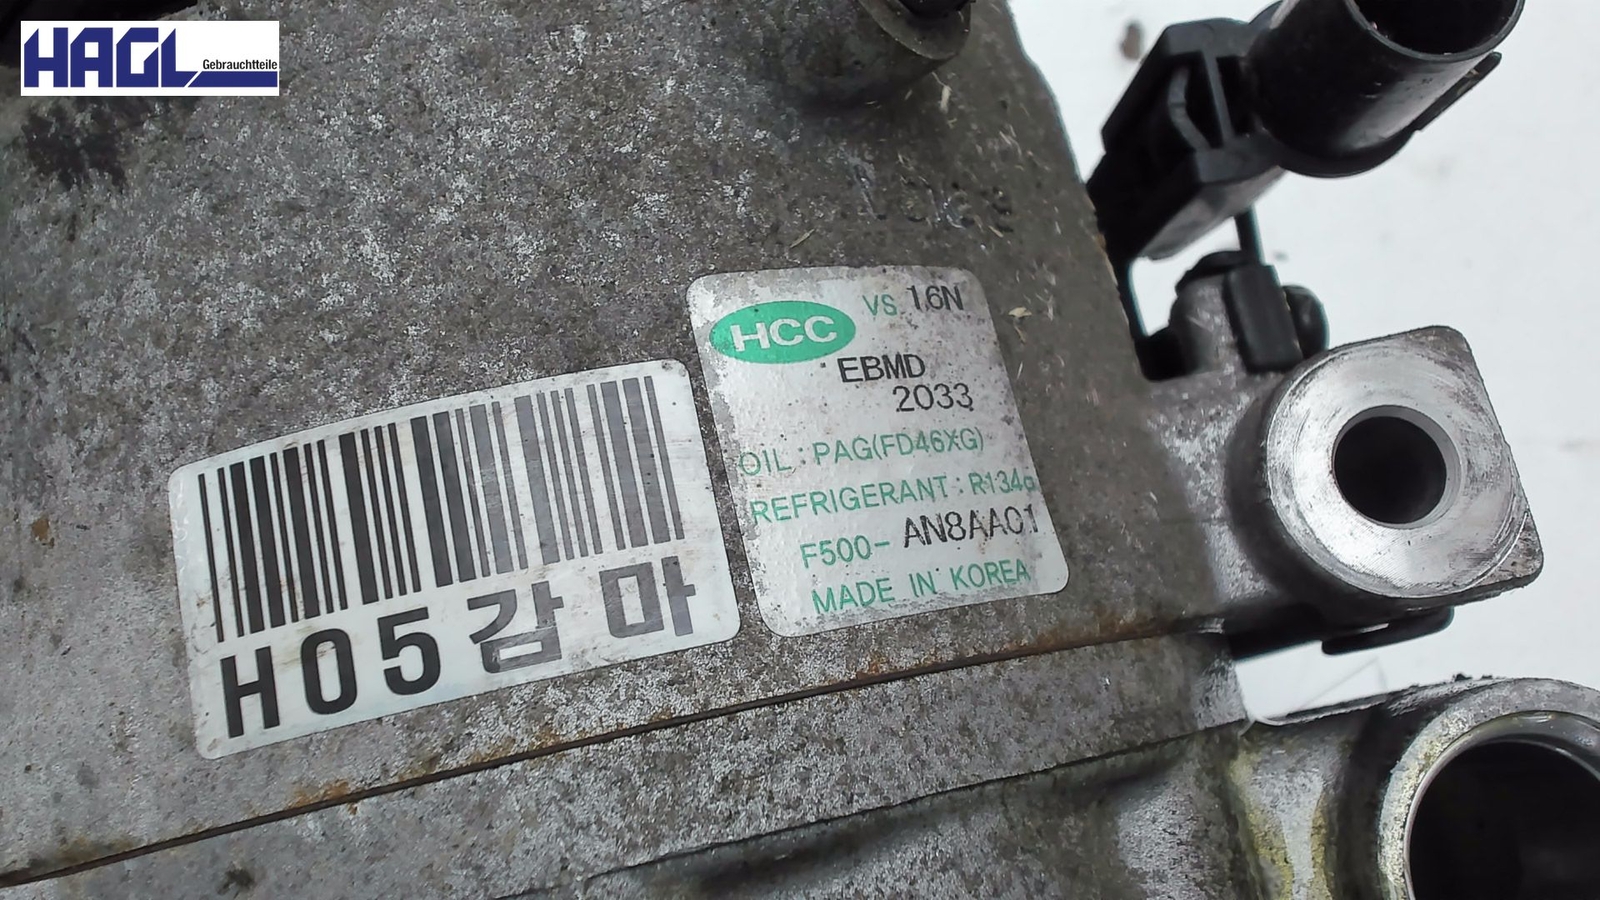 HAGL
Gebrauchtteile
HCC VS 16N
EBMD
2033
OIL : PAG(FD46XG)
REFRIGERANT : R134a
F500- AN8AA01
MADE IN KOREA
H05감마